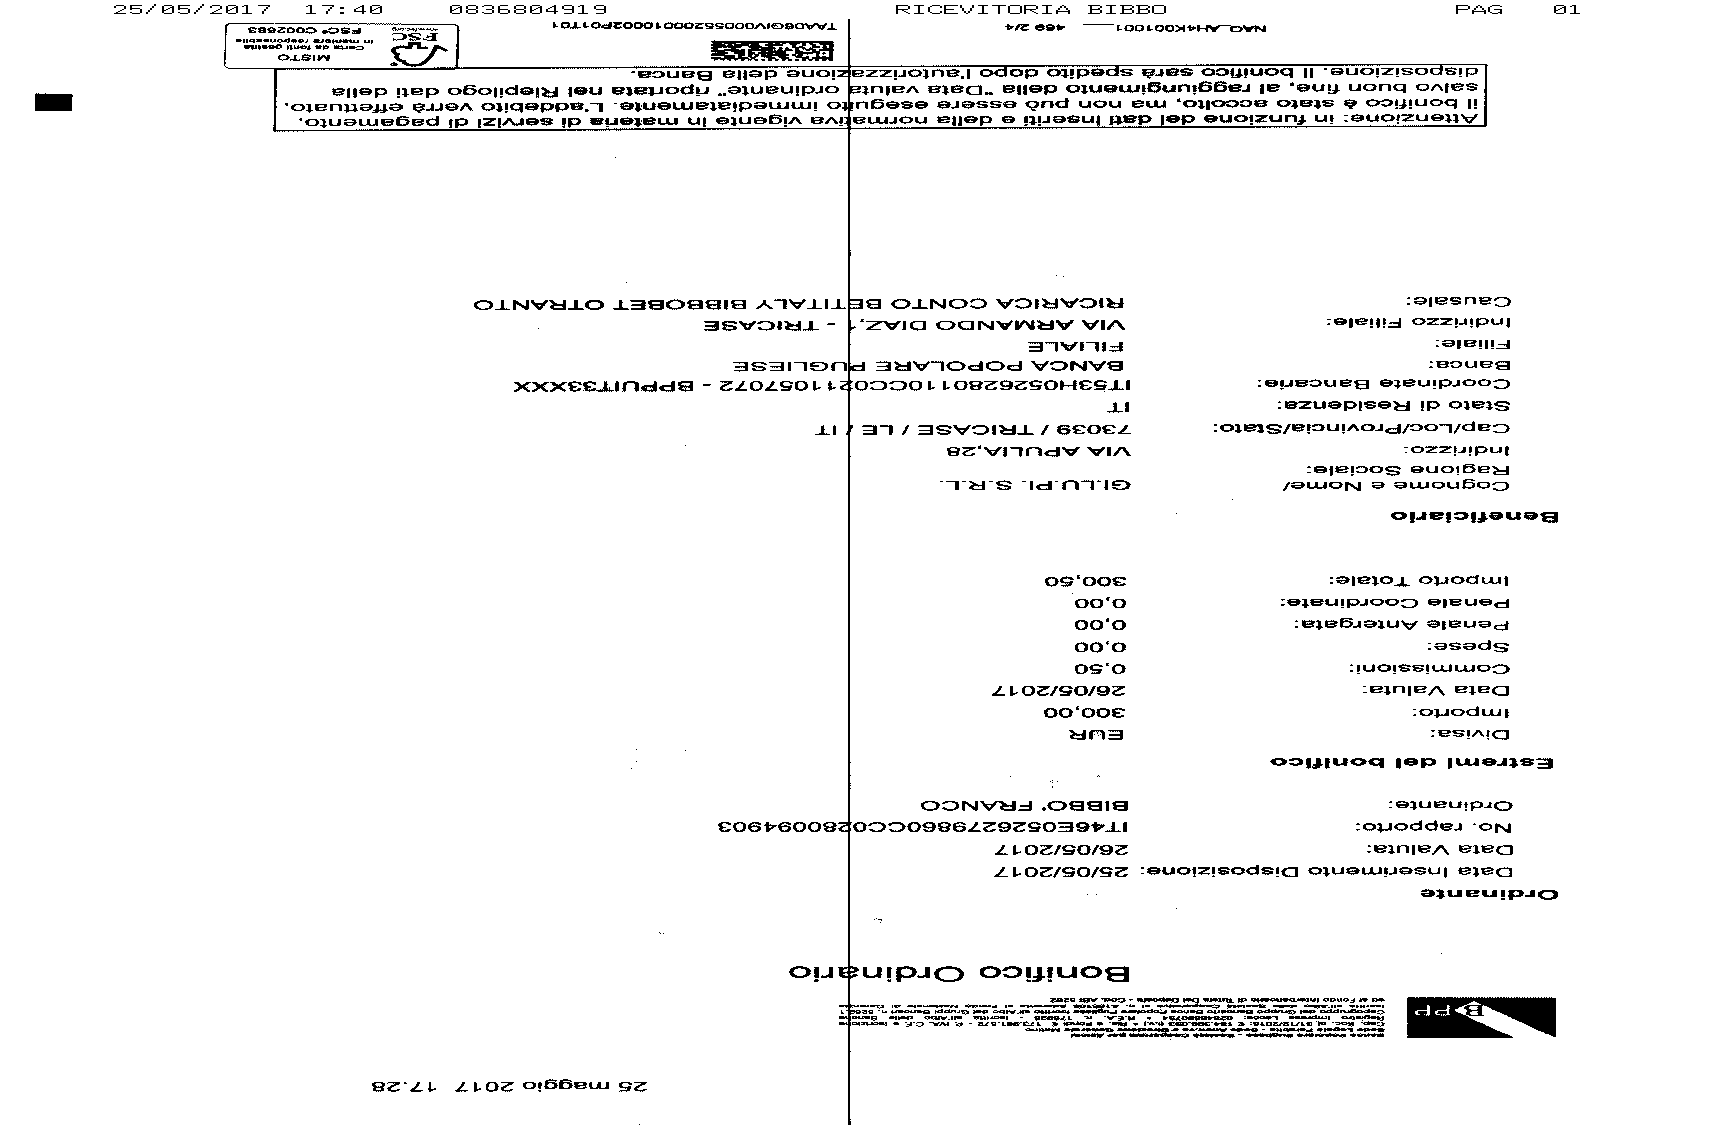 25/05/2017 17:40 0836804919 RICEVITORIA BIBBO PAG 01
25 maggio 2017 17.28
BPP
Bonifico Ordinario
Ordinante
Data Inserimento Disposizione: 25/05/2017
Data Valuta: 26/05/2017
No. rapporto: IT46E0526279860CC0280094903
Ordinante: BIBBO' FRANCO
Estremi del bonifico
Divisa: EUR
Importo: 300,00
Data Valuta: 26/05/2017
Commissioni: 0,50
Spese: 0,00
Penale Antergata: 0,00
Penale Coordinate: 0,00
Importo Totale: 300,50
Beneficiario
Cognome e Nome/ GI.LU.PI. S.R.L.
Ragione Sociale:
Indirizzo: VIA APULIA,28
Cap/Loc/Provincia/Stato: 73039 / TRICASE / LE / IT
Stato di Residenza: IT
Coordinate Bancarie: IT53H0526280110CC0211057072 - BPPUIT33XXX
Banca: BANCA POPOLARE PUGLIESE
Filiale: FILIALE
Indirizzo Filiale: VIA ARMANDO DIAZ,1 - TRICASE
Causale: RICARICA CONTO BETITALY BIBBOBET OTRANTO
Attenzione: in funzione dei dati inseriti e della normativa vigente in materia di servizi di pagamento,
il bonifico è stato accolto, ma non può essere eseguito immediatamente. L'addebito verrà effettuato,
salvo buon fine, al raggiungimento della "Data valuta ordinante" riportata nel Riepilogo dati della
disposizione. Il bonifico sarà spedito dopo l'autorizzazione della Banca.
NAO_AH4K001001 469 2/4
TAA08GIV000552000100002P01T01
MISTO
Carta da fonti gestite
in maniera responsabile
FSC® C002683
FSC